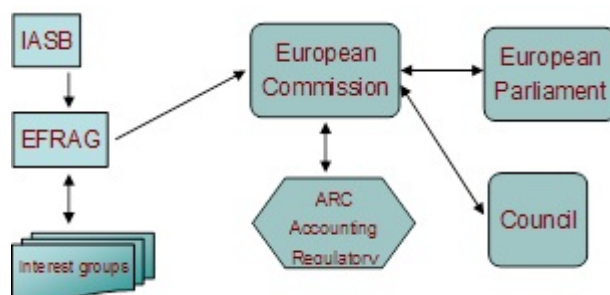 IASB
European
Commission
European
Parliament
EFRAG
ARC
Accounting
Regulatory
Council
Interest groups